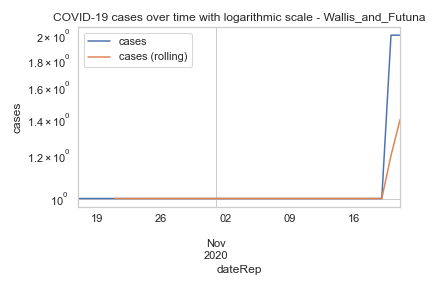 COVID-19 cases over time with logarithmic scale - Wallis_and_Futuna
cases
cases (rolling)
2 × 10⁰
1.8 × 10⁰
1.6 × 10⁰
1.4 × 10⁰
1.2 × 10⁰
10⁰
cases
19 26 02 09 16
Nov
2020
dateRep